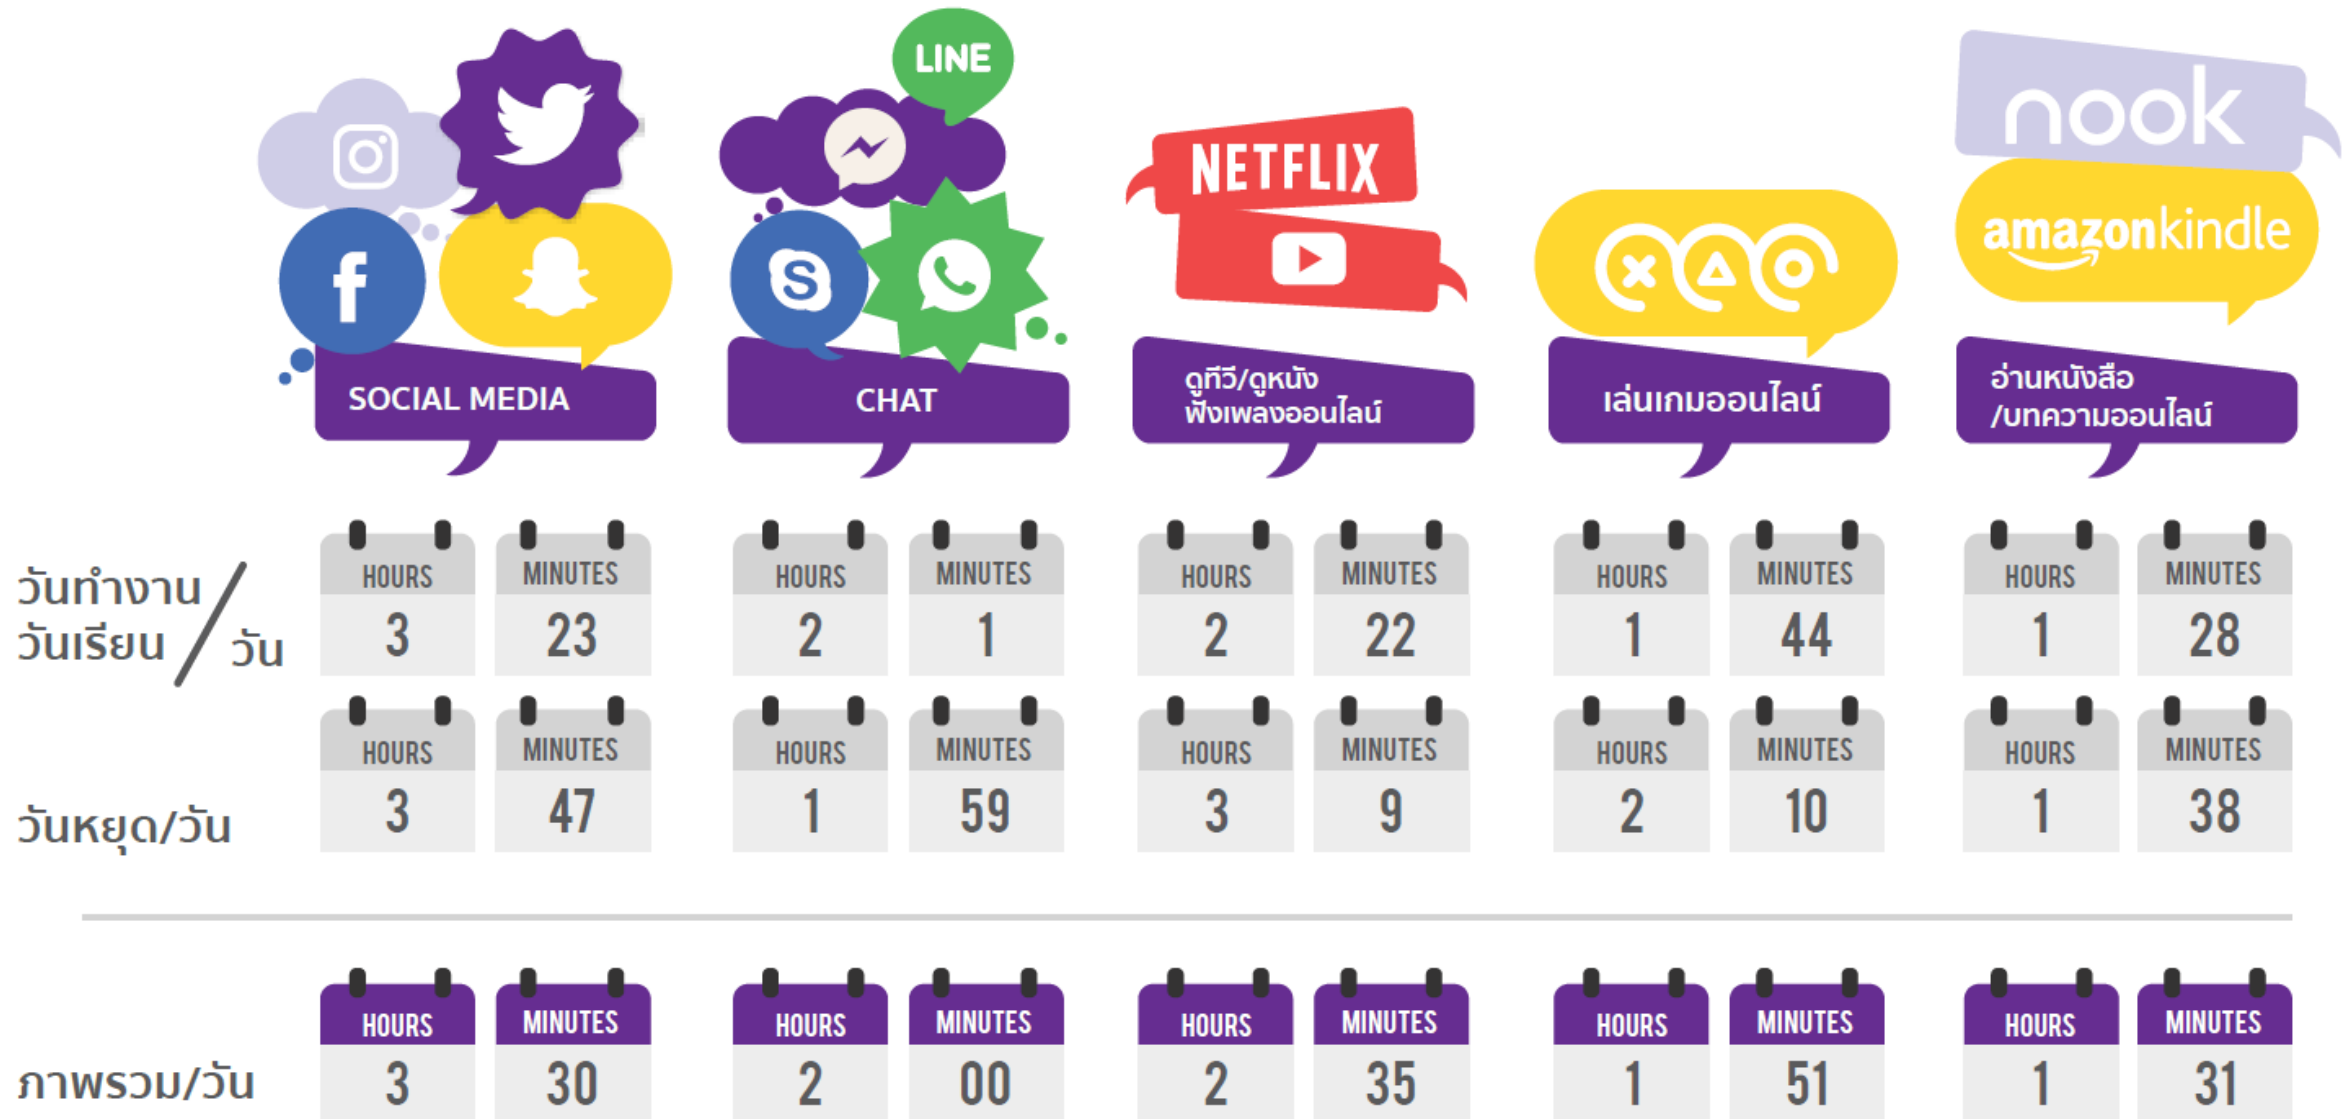 LINE
NETFLIX
nook
amazonkindle
f
S
SOCIAL MEDIA
CHAT
ดูทีวี/ดูหนัง
ฟังเพลงออนไลน์
เล่นเกมออนไลน์
อ่านหนังสือ
/บทความออนไลน์
วันทำงาน
วันเรียน / วัน
HOURS MINUTES HOURS MINUTES HOURS MINUTES HOURS MINUTES HOURS MINUTES
3 23 2 1 2 22 1 44 1 28
วันหยุด/วัน
HOURS MINUTES HOURS MINUTES HOURS MINUTES HOURS MINUTES HOURS MINUTES
3 47 1 59 3 9 2 10 1 38
ภาพรวม/วัน
HOURS MINUTES HOURS MINUTES HOURS MINUTES HOURS MINUTES HOURS MINUTES
3 30 2 00 2 35 1 51 1 31